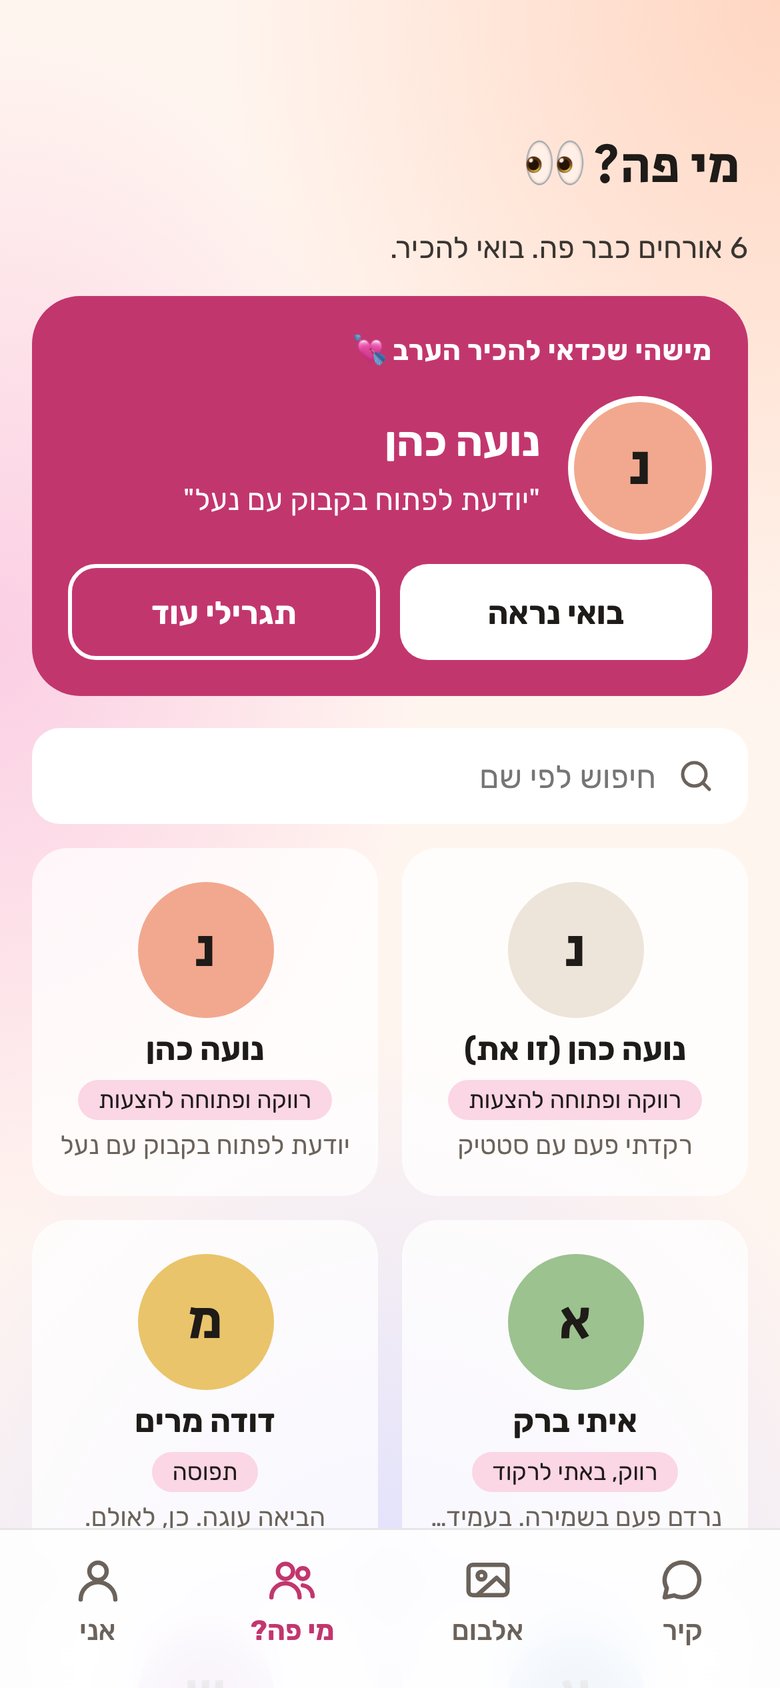 מי פה? 👀
6 אורחים כבר פה. בואי להכיר.
מישהי שכדאי להכיר הערב 💘
נ
נועה כהן
"יודעת לפתוח בקבוק עם נעל"
בואי נראה
תגרילי עוד
חיפוש לפי שם
נ
נועה כהן (זו את)
רווקה ופתוחה להצעות
רקדתי פעם עם סטטיק
נ
נועה כהן
רווקה ופתוחה להצעות
יודעת לפתוח בקבוק עם נעל
א
איתי ברק
רווק, באתי לרקוד
נרדם פעם בשמירה. בעמיד...
מ
דודה מרים
תפוסה
הביאה עוגה. כן, לאולם.
קיר
אלבום
מי פה?
אני